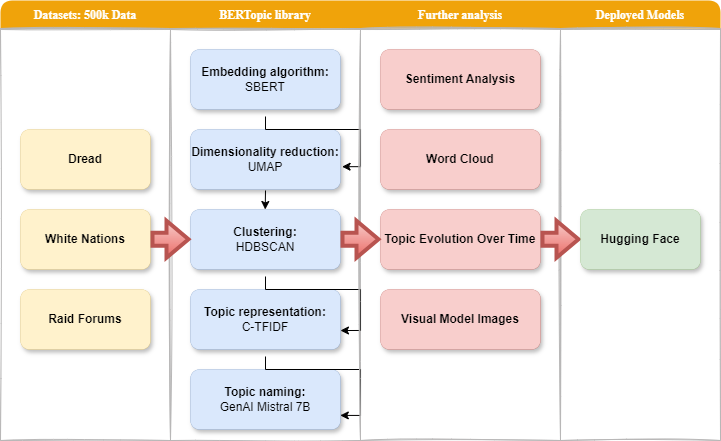 Datasets: 500k Data
BERTopic library
Further analysis
Deployed Models
Dread
White Nations
Raid Forums
Embedding algorithm:
SBERT
Dimensionality reduction:
UMAP
Clustering:
HDBSCAN
Topic representation:
C-TFIDF
Topic naming:
GenAI Mistral 7B
Sentiment Analysis
Word Cloud
Topic Evolution Over Time
Visual Model Images
Hugging Face